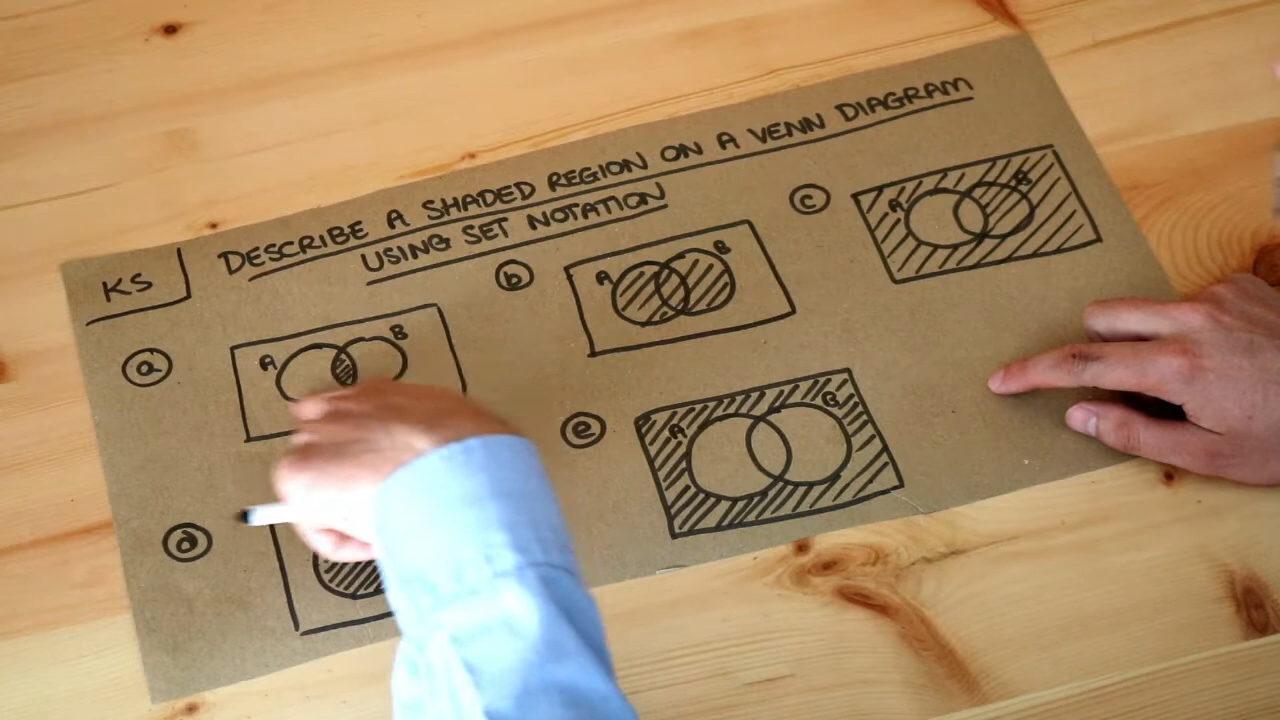 KS
DESCRIBE A SHADED REGION ON A VENN DIAGRAM
USING SET NOTATION
a
A B
b
A B
c
A B
d
e
A B